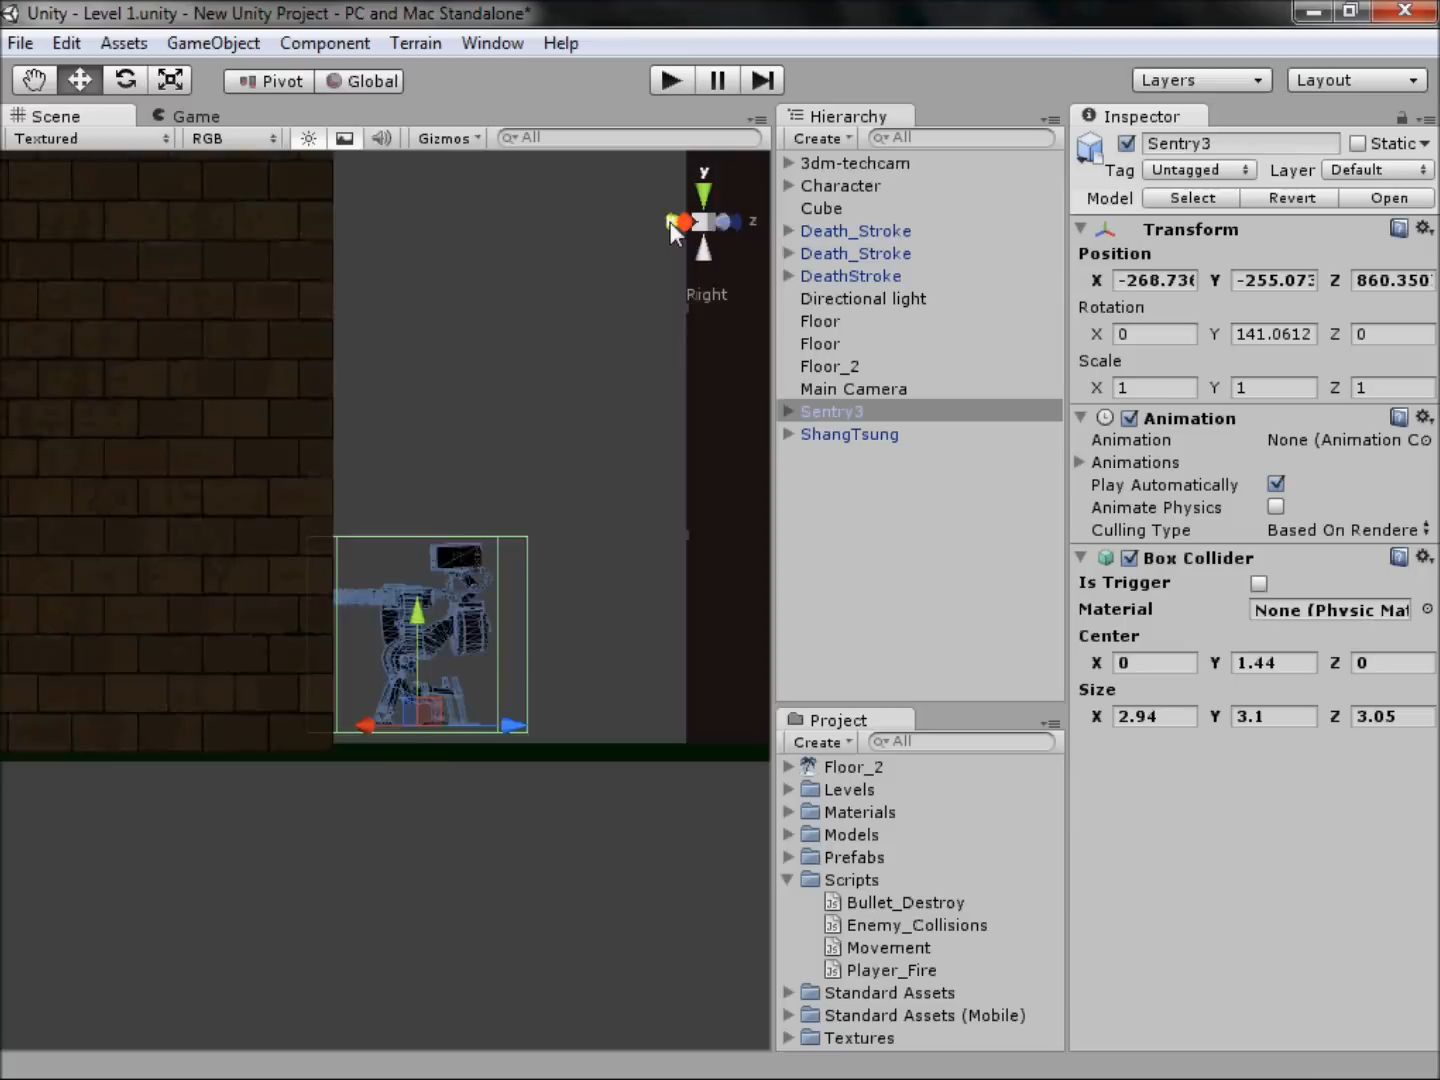 Unity - Level 1.unity - New Unity Project - PC and Mac Standalone*
File Edit Assets GameObject Component Terrain Window Help
Pivot Global Layers Layout
Scene Game
Textured RGB Gizmos All
y
z
Right
Hierarchy
Create All
3dm-techcam
Character
Cube
Death_Stroke
Death_Stroke
DeathStroke
Directional light
Floor
Floor
Floor_2
Main Camera
Sentry3
ShangTsung
Project
Create All
Floor_2
Levels
Materials
Models
Prefabs
Scripts
Bullet_Destroy
Enemy_Collisions
Movement
Player_Fire
Standard Assets
Standard Assets (Mobile)
Textures
Inspector
Sentry3 Static
Tag Untagged Layer Default
Model Select Revert Open
Transform
Position
X -268.736 Y -255.073 Z 860.350
Rotation
X 0 Y 141.0612 Z 0
Scale
X 1 Y 1 Z 1
Animation
Animation None (Animation C
Animations
Play Automatically
Animate Physics
Culling Type Based On Rendere
Box Collider
Is Trigger
Material None (Physic Mat
Center
X 0 Y 1.44 Z 0
Size
X 2.94 Y 3.1 Z 3.05